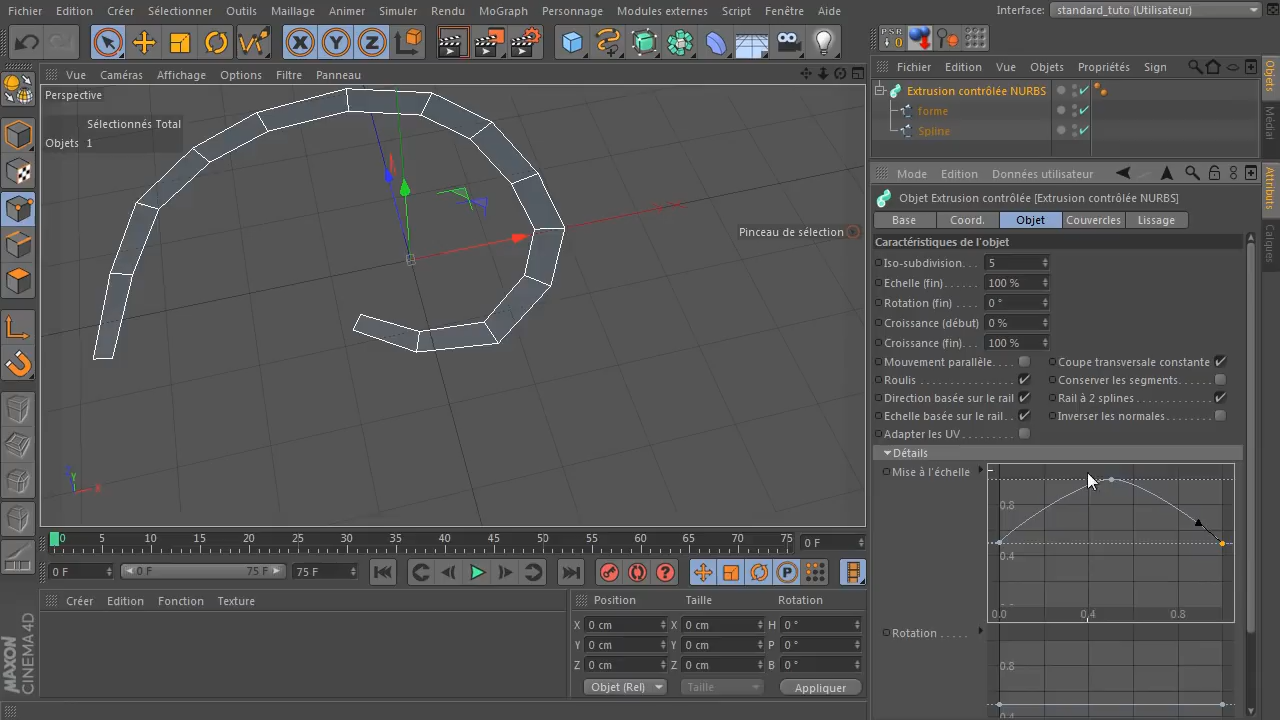 Fichier Edition Créer Sélectionner Outils Maillage Animer Simuler Rendu MoGraph Personnage Modules externes Script Fenêtre Aide Interface: standard_tuto (Utilisateur)
X Y Z PSR 0
Vue Caméras Affichage Options Filtre Panneau Fichier Edition Vue Objets Propriétés Sign
Perspective
Sélectionnés Total
Objets 1
Extrusion contrôlée NURBS
forme
Spline
Objets
Médiat
Mode Edition Données utilisateur
Objet Extrusion contrôlée [Extrusion contrôlée NURBS]
Base Coord. Objet Couvercles Lissage
Attributs
Calques
Pinceau de sélection
Caractéristiques de l'objet
Iso-subdivision. . . 5
Echelle (fin) . . . . 100 %
Rotation (fin) . . . . 0 °
Croissance (début) 0 %
Croissance (fin). . 100 %
Mouvement parallèle. . . . Coupe transversale constante
Roulis . . . . . . . . . . . . . Conserver les segments. . . .
Direction basée sur le rail Rail à 2 splines . . . . . . . .
Echelle basée sur le rail. . Inverser les normales. . . . .
Adapter les UV . . . . . . .
Détails
Mise à l'échelle
0.8
0.4
0.0 0.4 0.8
Rotation . . . . .
0.8
0.4
Y X
0 5 10 15 20 25 30 35 40 45 50 55 60 65 70 75 0 F
0 F 0 F 75 F 75 F P
Créer Edition Fonction Texture
Position Taille Rotation
X 0 cm X 0 cm H 0 °
Y 0 cm Y 0 cm P 0 °
Z 0 cm Z 0 cm B 0 °
Objet (Rel) Taille Appliquer
MAXON
CINEMA 4D